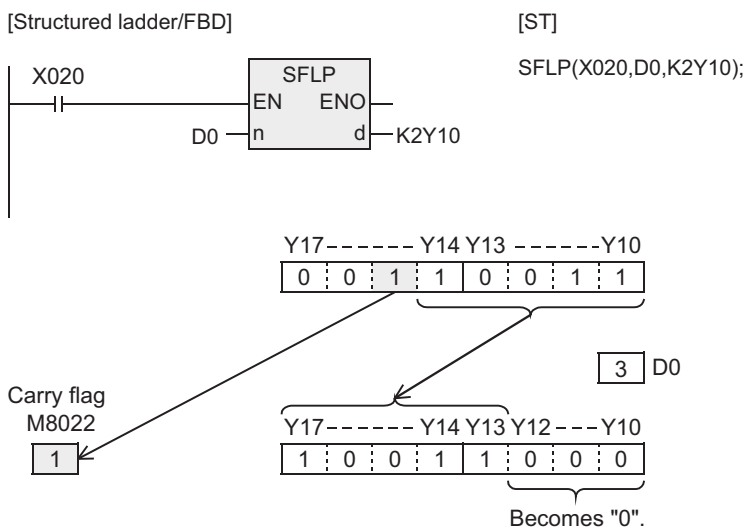 [Structured ladder/FBD] [ST]
X020 SFLP SFLP(X020,D0,K2Y10);
EN ENO
D0 n d K2Y10
Y17 Y14 Y13 Y10
0 0 1 1 0 0 1 1
3 D0
Carry flag
M8022 Y17 Y14 Y13 Y12 Y10
1 1 0 0 1 1 0 0 0
Becomes "0".